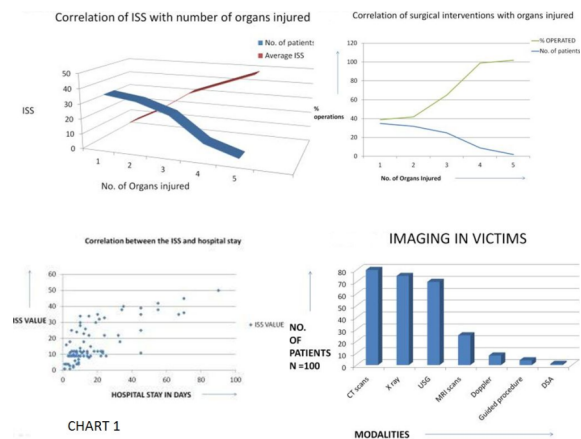 Correlation of ISS with number of organs injured
No. of patients
Average ISS
50
40
30
20
10
0
ISS
1 2 3 4 5
No. of Organs injured
Correlation of surgical interventions with organs injured
% OPERATED
No. of patients
120
100
80
60
40
20
0
%
operations
1 2 3 4 5
No. of Organs Injured
Correlation between the ISS and hospital stay
60
50
40
30
20
10
0
ISS VALUE
ISS VALUE
0 20 40 60 80 100
HOSPITAL STAY IN DAYS
CHART 1
IMAGING IN VICTIMS
80
70
60
50
40
30
20
10
0
NO.
OF
PATIENTS
N =100
CT scans
X ray
USG
MRI scans
Doppler
Guided procedure
DSA
MODALITIES